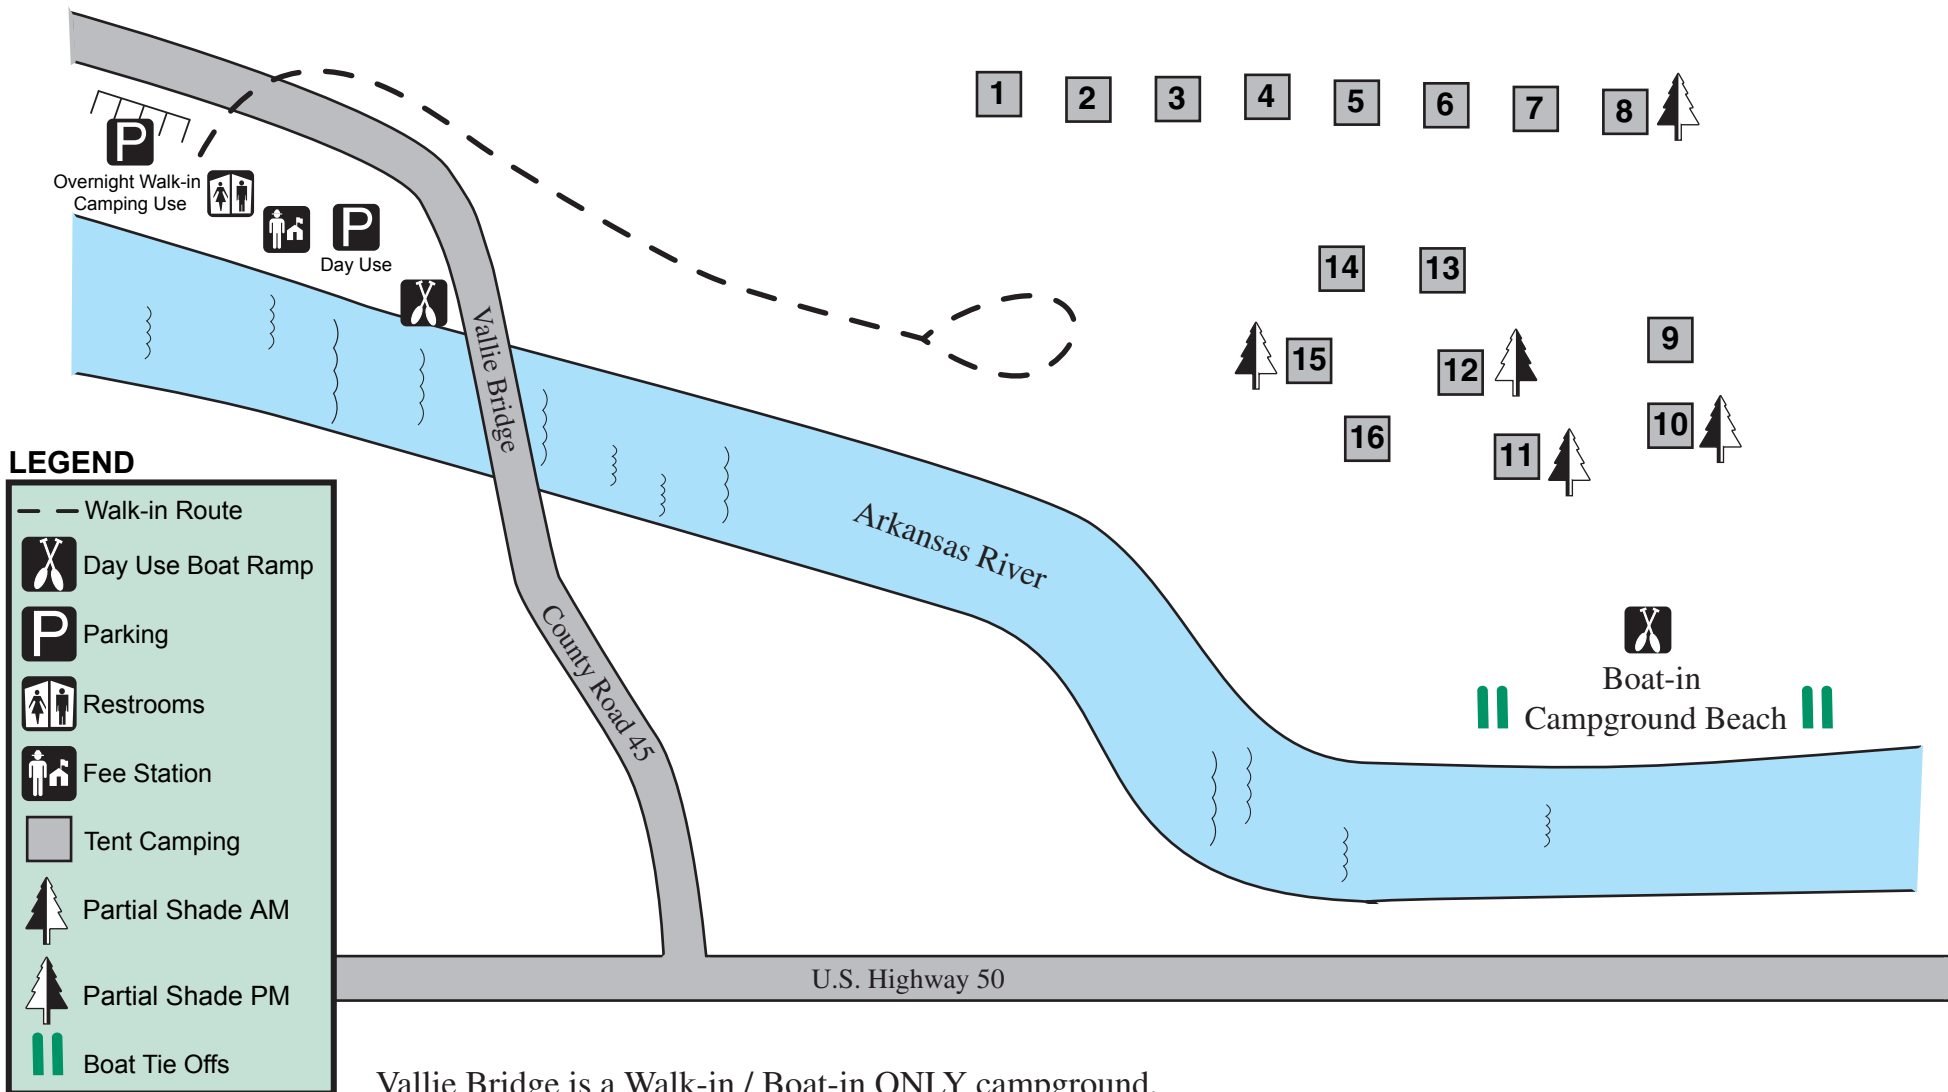 1 2 3 4 5 6 7 8
P
Overnight Walk-in
Camping Use
P
Day Use
14 13
9
15 12
10
16 11
Vallie Bridge
Arkansas River
County Road 45
Boat-in
Campground Beach
U.S. Highway 50
LEGEND
Walk-in Route
Day Use Boat Ramp
P Parking
Restrooms
Fee Station
Tent Camping
Partial Shade AM
Partial Shade PM
Boat Tie Offs
Vallie Bridge is a Walk-in / Boat-in ONLY campground.